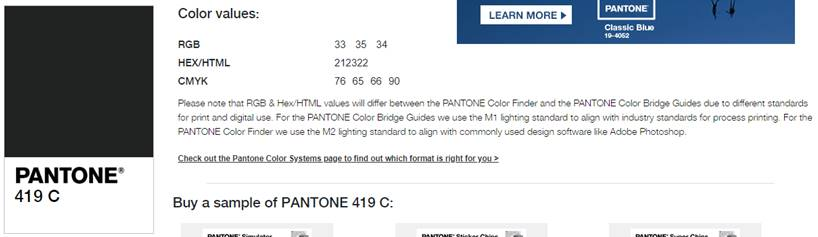 Color values:
LEARN MORE
PANTONE
Classic Blue
19-4052
RGB 33 35 34
HEX/HTML 212322
CMYK 76 65 66 90
Please note that RGB & Hex/HTML values will differ between the PANTONE Color Finder and the PANTONE Color Bridge Guides due to different standards
for print and digital use. For the PANTONE Color Bridge Guides we use the M1 lighting standard to align with industry standards for process printing. For the
PANTONE Color Finder we use the M2 lighting standard to align with commonly used design software like Adobe Photoshop.
Check out the Pantone Color Systems page to find out which format is right for you >
PANTONE®
419 C
Buy a sample of PANTONE 419 C:
PANTONE® Simulator
PANTONE® Sticker Chips
PANTONE® Super Chips